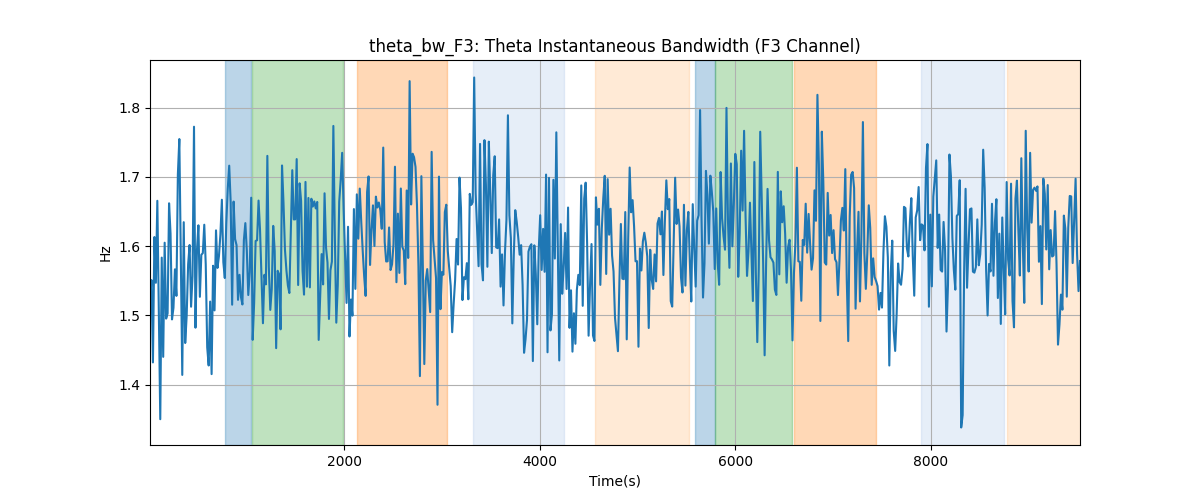 theta_bw_F3: Theta Instantaneous Bandwidth (F3 Channel)
Hz
1.8
1.7
1.6
1.5
1.4
2000 4000 6000 8000
Time(s)